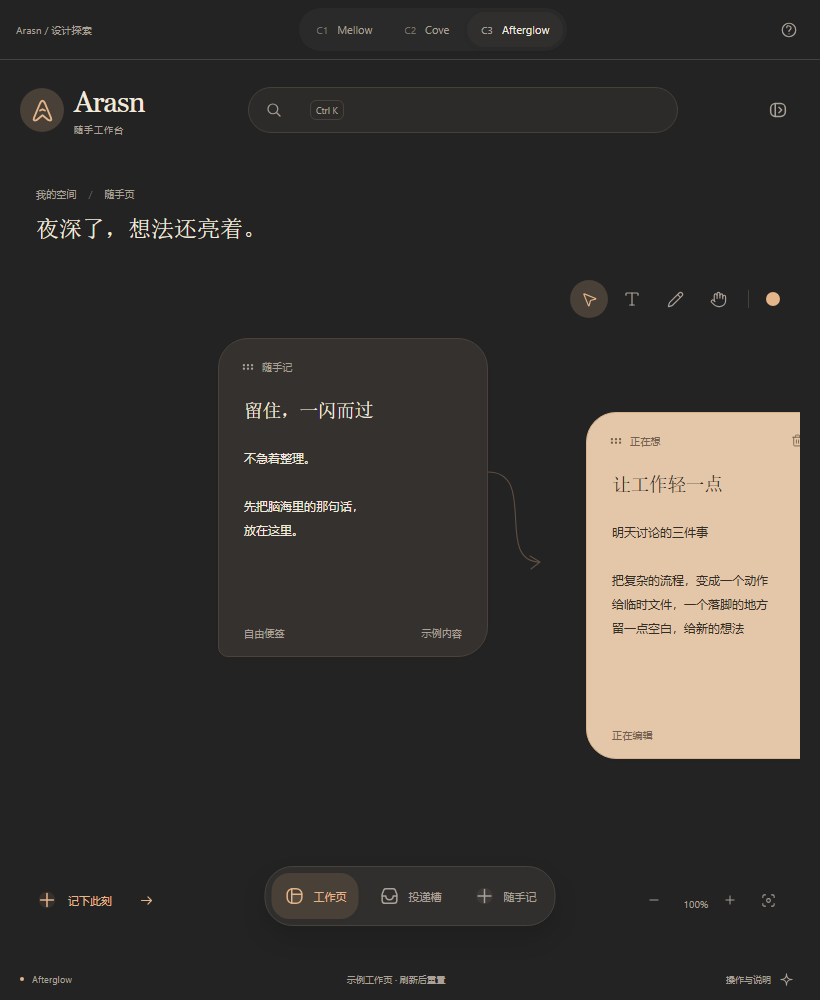 Arasn / 设计探索
C1 Mellow
C2 Cove
C3 Afterglow
Arasn
随手工作台
Ctrl K
我的空间 / 随手页
夜深了，想法还亮着。
随手记
留住，一闪而过
不急着整理。
先把脑海里的那句话，
放在这里。
自由便签
示例内容
正在想
让工作轻一点
明天讨论的三件事
把复杂的流程，变成一个动作
给临时文件，一个落脚的地方
留一点空白，给新的想法
正在编辑
记下此刻
工作页
投递槽
随手记
100%
Afterglow
示例工作页 · 刷新后重置
操作与说明